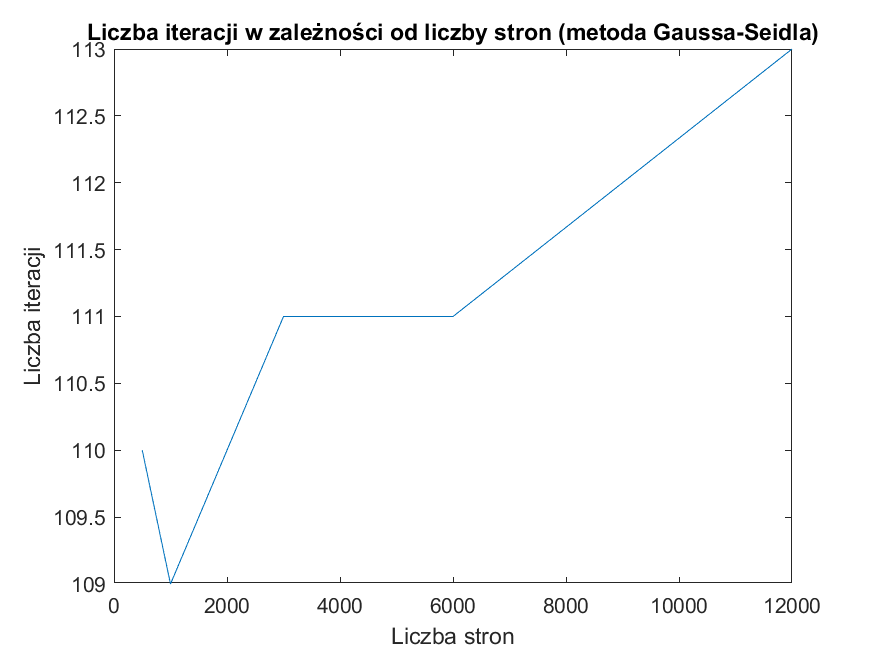 Liczba iteracji w zależności od liczby stron (metoda Gaussa-Seidla)
113
112.5
112
111.5
111
110.5
110
109.5
109
Liczba iteracji
0 2000 4000 6000 8000 10000 12000
Liczba stron